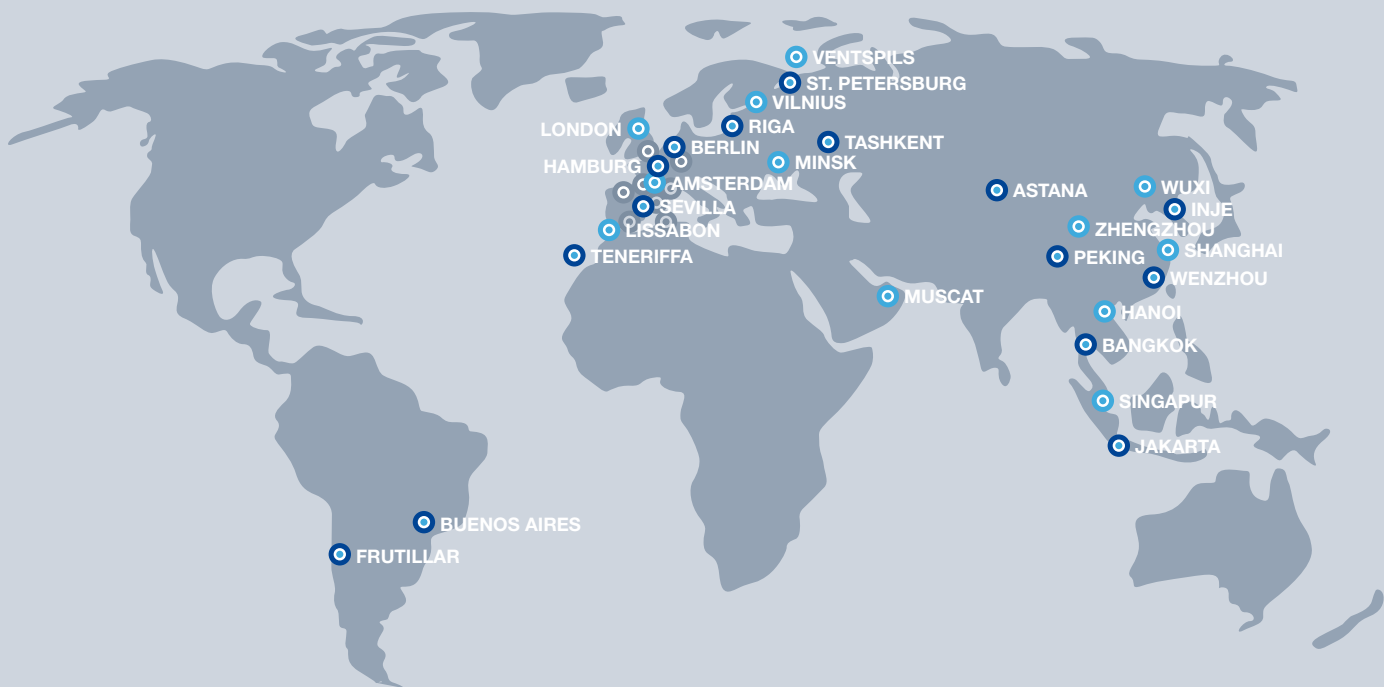 VENTSPILS
ST. PETERSBURG
VILNIUS
LONDON
RIGA
BERLIN
TASHKENT
HAMBURG
MINSK
AMSTERDAM
ASTANA
WUXI
SEVILLA
INJE
LISSABON
ZHENGZHOU
SHANGHAI
TENERIFFA
PEKING
WENZHOU
MUSCAT
HANOI
BANGKOK
SINGAPUR
JAKARTA
BUENOS AIRES
FRUTILLAR